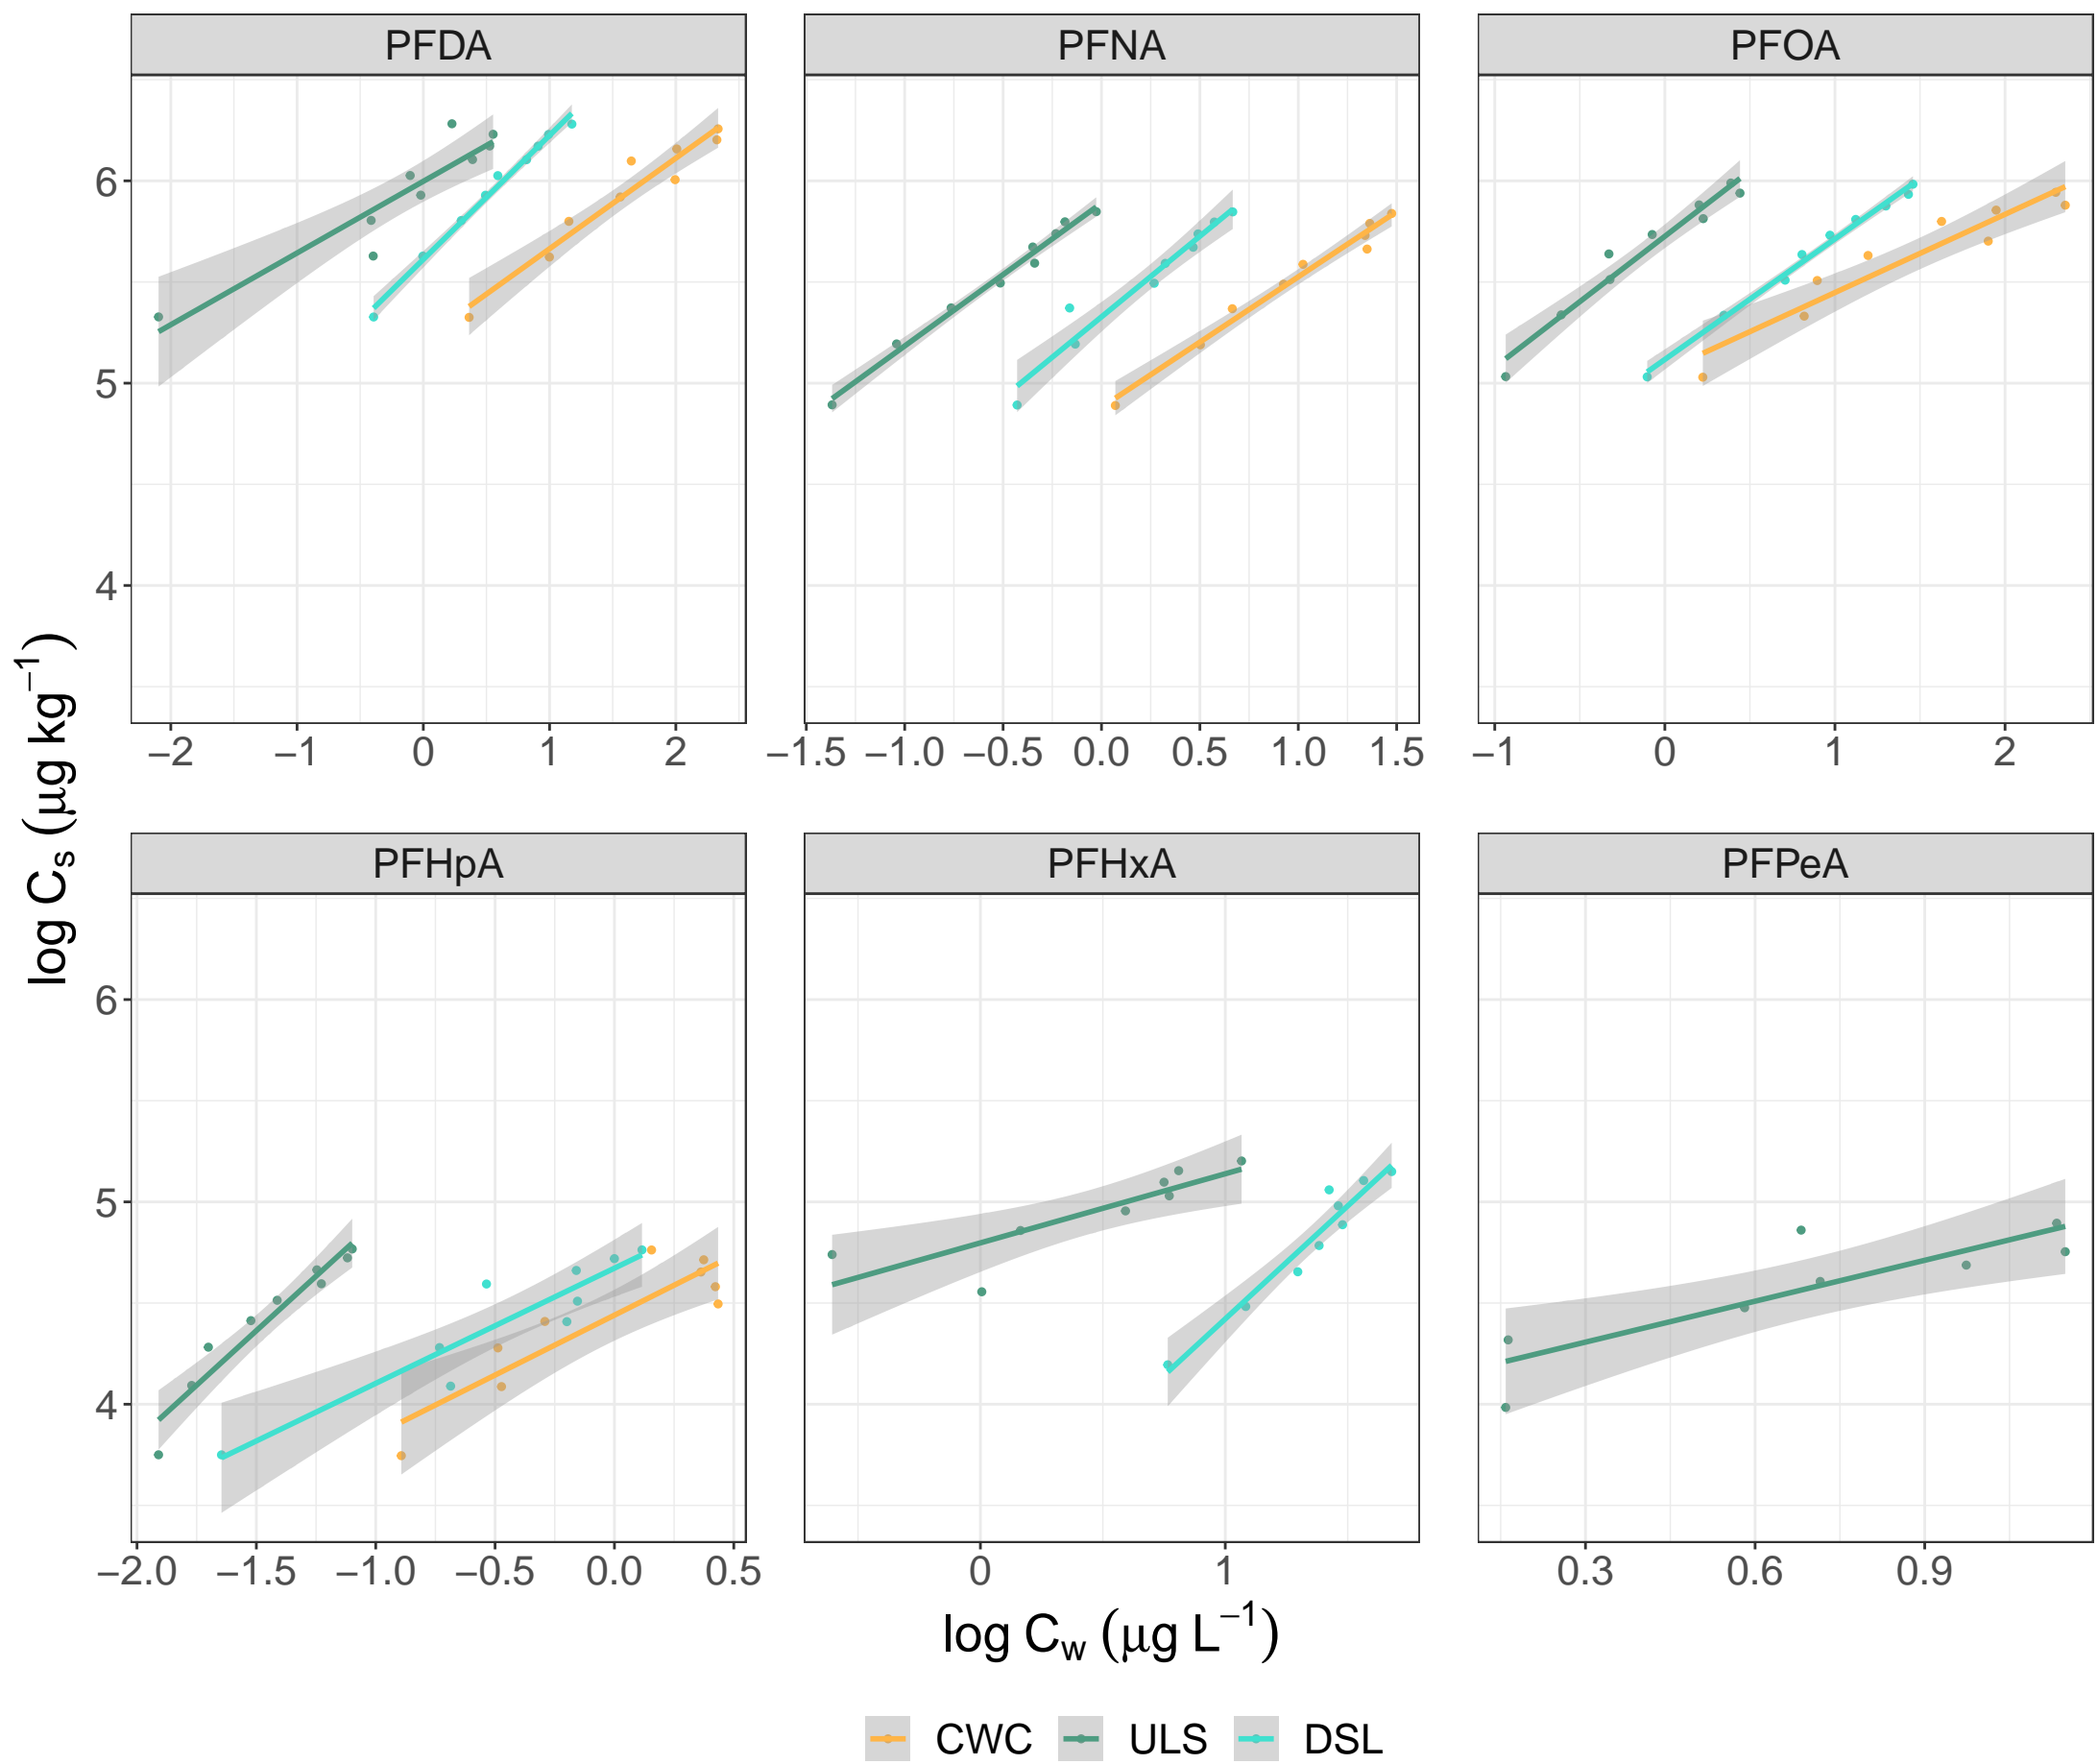 PFDA PFNA PFOA
6
5
4
−2 −1 0 1 2 −1.5 −1.0 −0.5 0.0 0.5 1.0 1.5 −1 0 1 2
log Cs (μg kg−1)
PFHpA PFHxA PFPeA
6
5
4
−2.0 −1.5 −1.0 −0.5 0.0 0.5 0 1 0.3 0.6 0.9
log Cw (μg L−1)
CWC ULS DSL